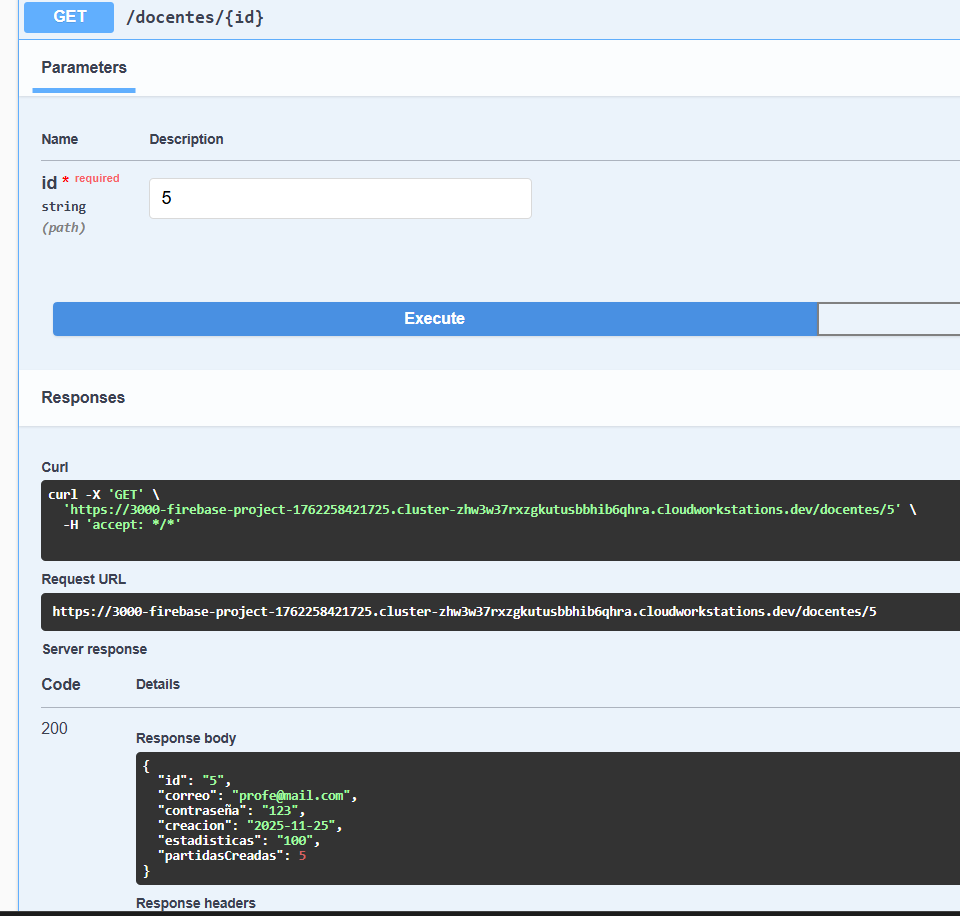 GET /docentes/{id}
Parameters
Name Description
id * required
string
(path)
5
Execute
Responses
Curl
curl -X 'GET' \
  'https://3000-firebase-project-1762258421725.cluster-zhw3w37rxzgkutusbbhib6qhra.cloudworkstations.dev/docentes/5' \
  -H 'accept: */*'
Request URL
https://3000-firebase-project-1762258421725.cluster-zhw3w37rxzgkutusbbhib6qhra.cloudworkstations.dev/docentes/5
Server response
Code Details
200
Response body
{
  "id": "5",
  "correo": "profe@mail.com",
  "contraseña": "123",
  "creacion": "2025-11-25",
  "estadisticas": "100",
  "partidasCreadas": 5
}
Response headers